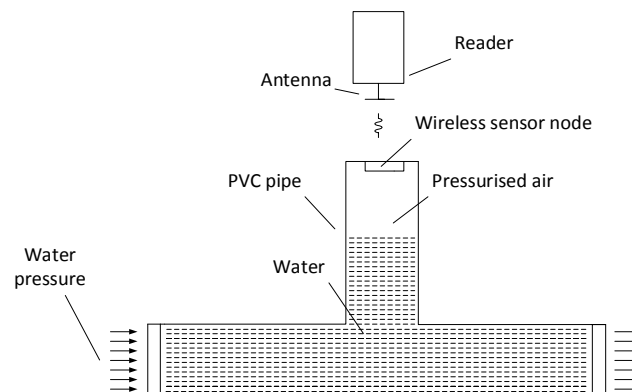 Reader
Antenna
Wireless sensor node
PVC pipe
Pressurised air
Water
pressure
Water